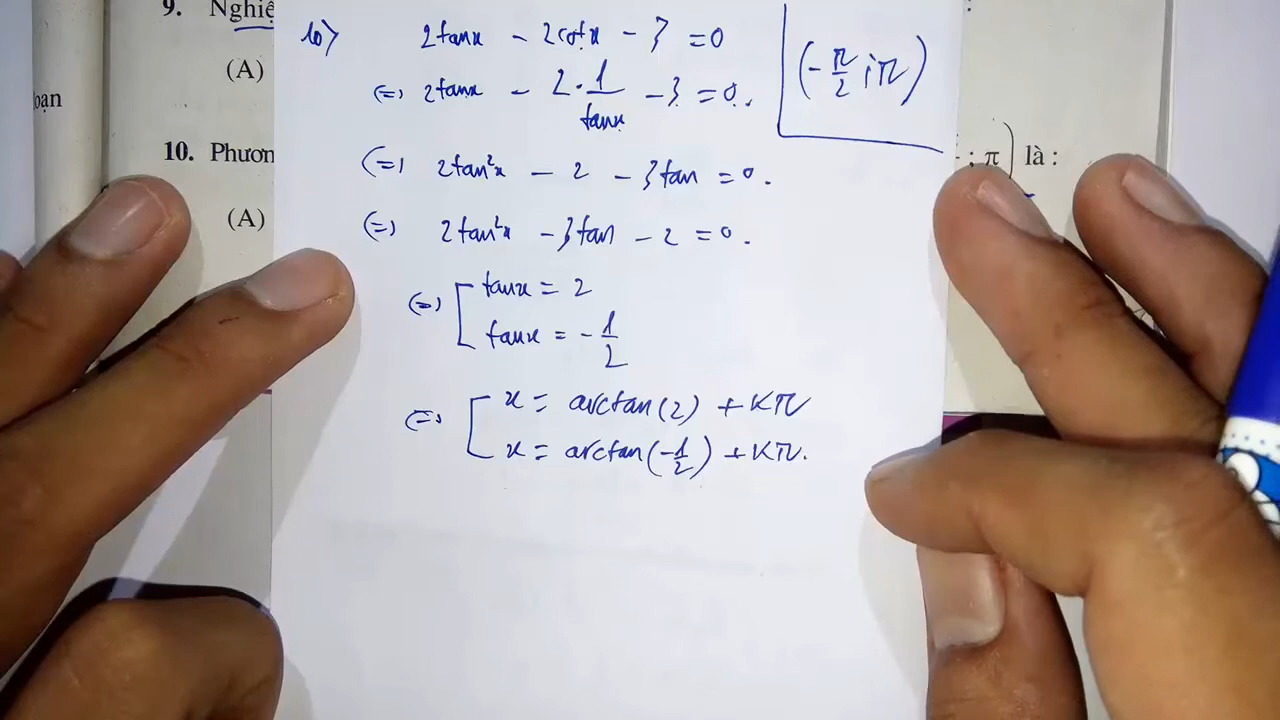 9. Nghiệ
(A)
oạn
10. Phươn
; π) là :
(A)
10) 2tanx - 2cotx - 3 = 0
(-π/2 ; π)
(=) 2tanx - 2·1/tanx - 3 = 0.
(=) 2tan²x - 2 - 3tan = 0.
(=) 2tan²x - 3tan - 2 = 0.
(=) [ tanx = 2
tanx = -1/2
(=) [ x = arctan(2) + Kπ
x = arctan(-1/2) + Kπ.